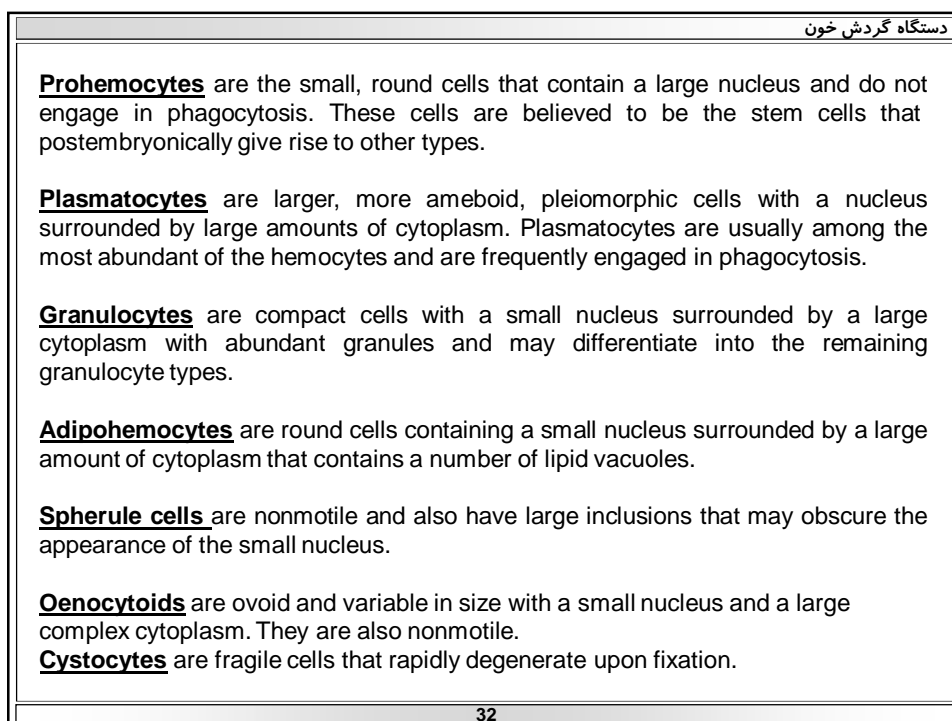 دستگاه گردش خون
Prohemocytes are the small, round cells that contain a large nucleus and do not
engage in phagocytosis. These cells are believed to be the stem cells that
postembryonically give rise to other types.
Plasmatocytes are larger, more ameboid, pleiomorphic cells with a nucleus
surrounded by large amounts of cytoplasm. Plasmatocytes are usually among the
most abundant of the hemocytes and are frequently engaged in phagocytosis.
Granulocytes are compact cells with a small nucleus surrounded by a large
cytoplasm with abundant granules and may differentiate into the remaining
granulocyte types.
Adipohemocytes are round cells containing a small nucleus surrounded by a large
amount of cytoplasm that contains a number of lipid vacuoles.
Spherule cells are nonmotile and also have large inclusions that may obscure the
appearance of the small nucleus.
Oenocytoids are ovoid and variable in size with a small nucleus and a large
complex cytoplasm. They are also nonmotile.
Cystocytes are fragile cells that rapidly degenerate upon fixation.
32